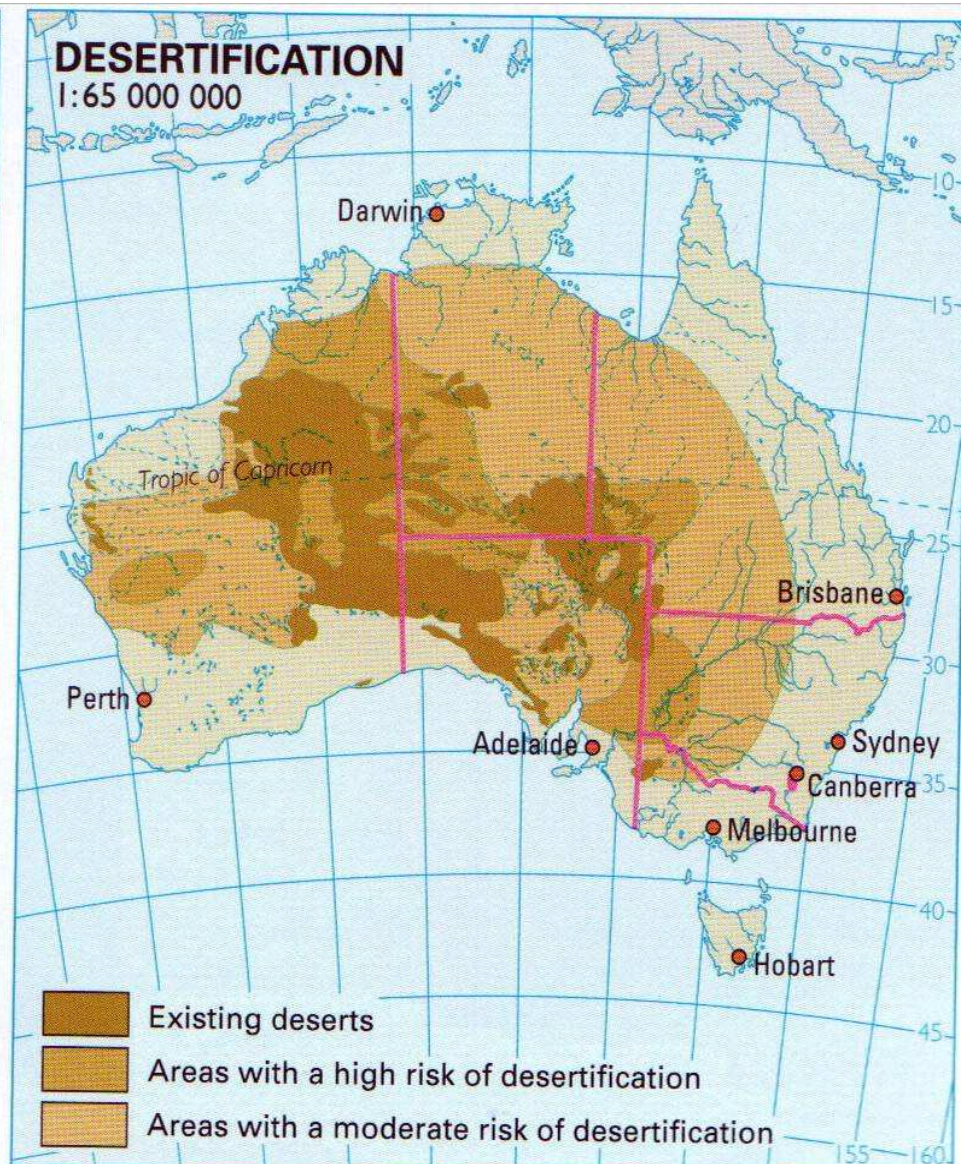 DESERTIFICATION
1:65 000 000
5
10
Darwin
15
20
Tropic of Capricorn
25
Brisbane
30
Perth
Adelaide
Sydney
Canberra
35
Melbourne
40
Hobart
Existing deserts
45
Areas with a high risk of desertification
Areas with a moderate risk of desertification
155
160